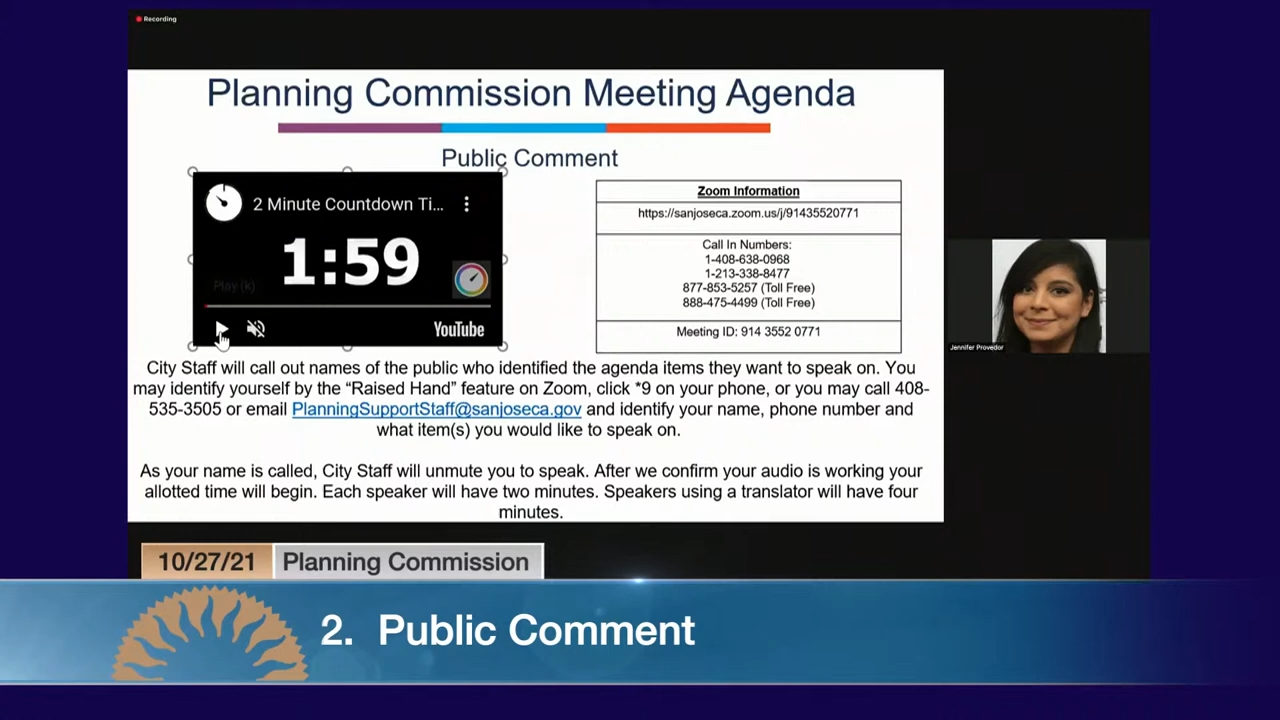 Recording
Planning Commission Meeting Agenda
Public Comment
2 Minute Countdown Ti...
1:59
Play (k)
YouTube
Zoom Information
https://sanjoseca.zoom.us/j/91435520771
Call In Numbers:
1-408-638-0968
1-213-338-8477
877-853-5257 (Toll Free)
888-475-4499 (Toll Free)
Meeting ID: 914 3552 0771
Jennifer Provedor
City Staff will call out names of the public who identified the agenda items they want to speak on. You
may identify yourself by the “Raised Hand” feature on Zoom, click *9 on your phone, or you may call 408-
535-3505 or email PlanningSupportStaff@sanjoseca.gov and identify your name, phone number and
what item(s) you would like to speak on.
As your name is called, City Staff will unmute you to speak. After we confirm your audio is working your
allotted time will begin. Each speaker will have two minutes. Speakers using a translator will have four
minutes.
10/27/21 Planning Commission
2. Public Comment